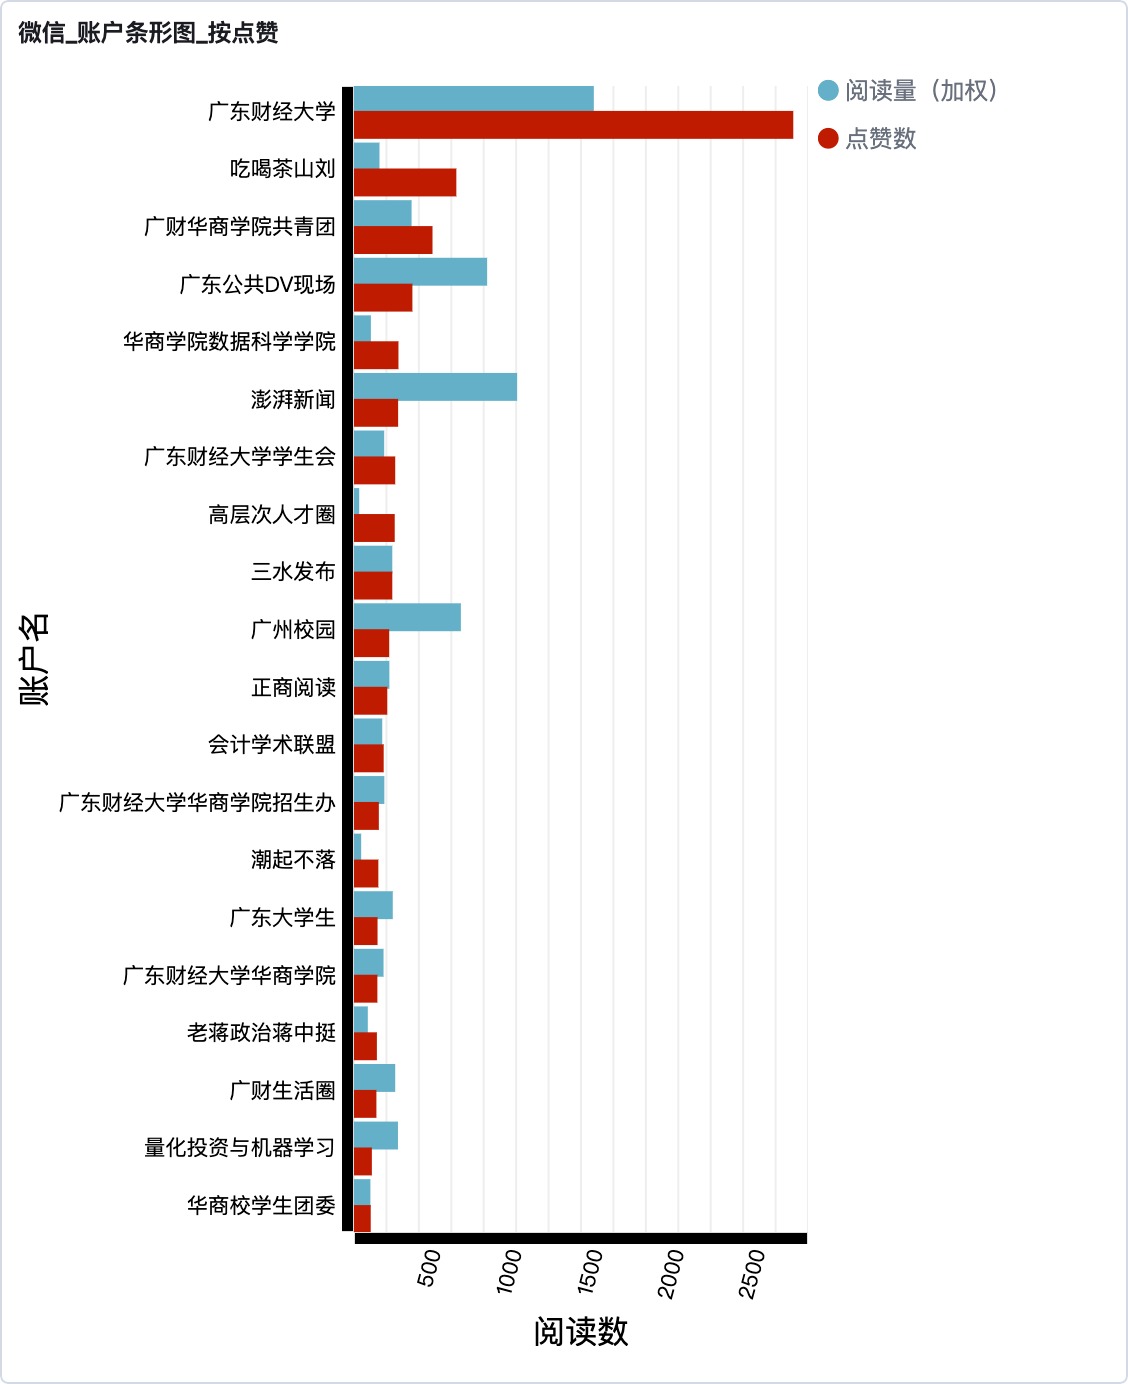 微信_账户条形图_按点赞
阅读量（加权）
点赞数
广东财经大学
吃喝茶山刘
广财华商学院共青团
广东公共DV现场
华商学院数据科学学院
澎湃新闻
广东财经大学学生会
高层次人才圈
三水发布
广州校园
正商阅读
会计学术联盟
广东财经大学华商学院招生办
潮起不落
广东大学生
广东财经大学华商学院
老蒋政治蒋中挺
广财生活圈
量化投资与机器学习
华商校学生团委
账户名
500
1000
1500
2000
2500
阅读数